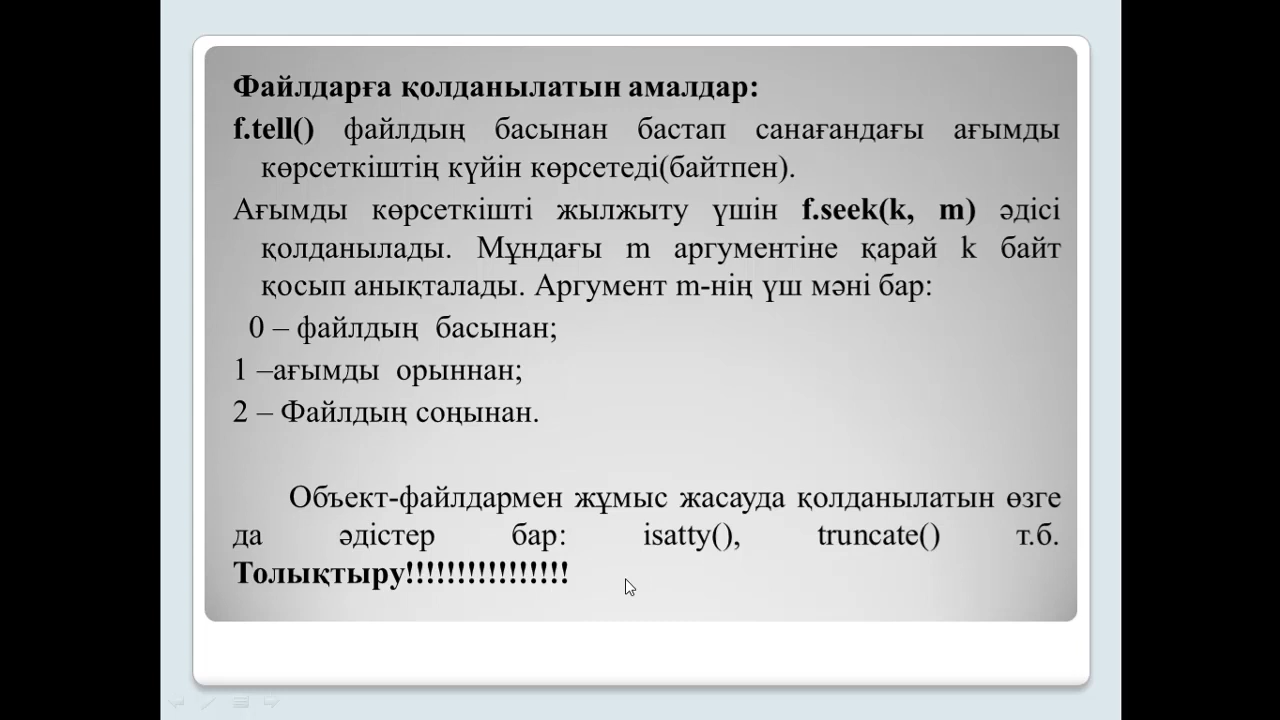 Файлдарға қолданылатын амалдар:
f.tell() файлдың басынан бастап санағандағы ағымды
көрсеткіштің күйін көрсетеді(байтпен).
Ағымды көрсеткішті жылжыту үшін f.seek(k, m) әдісі
қолданылады. Мұндағы m аргументіне қарай k байт
қосып анықталады. Аргумент m-нің үш мәні бар:
0 – файлдың басынан;
1 –ағымды орыннан;
2 – Файлдың соңынан.
Объект-файлдармен жұмыс жасауда қолданылатын өзге
да әдістер бар: isatty(), truncate() т.б.
Толықтыру!!!!!!!!!!!!!!!!